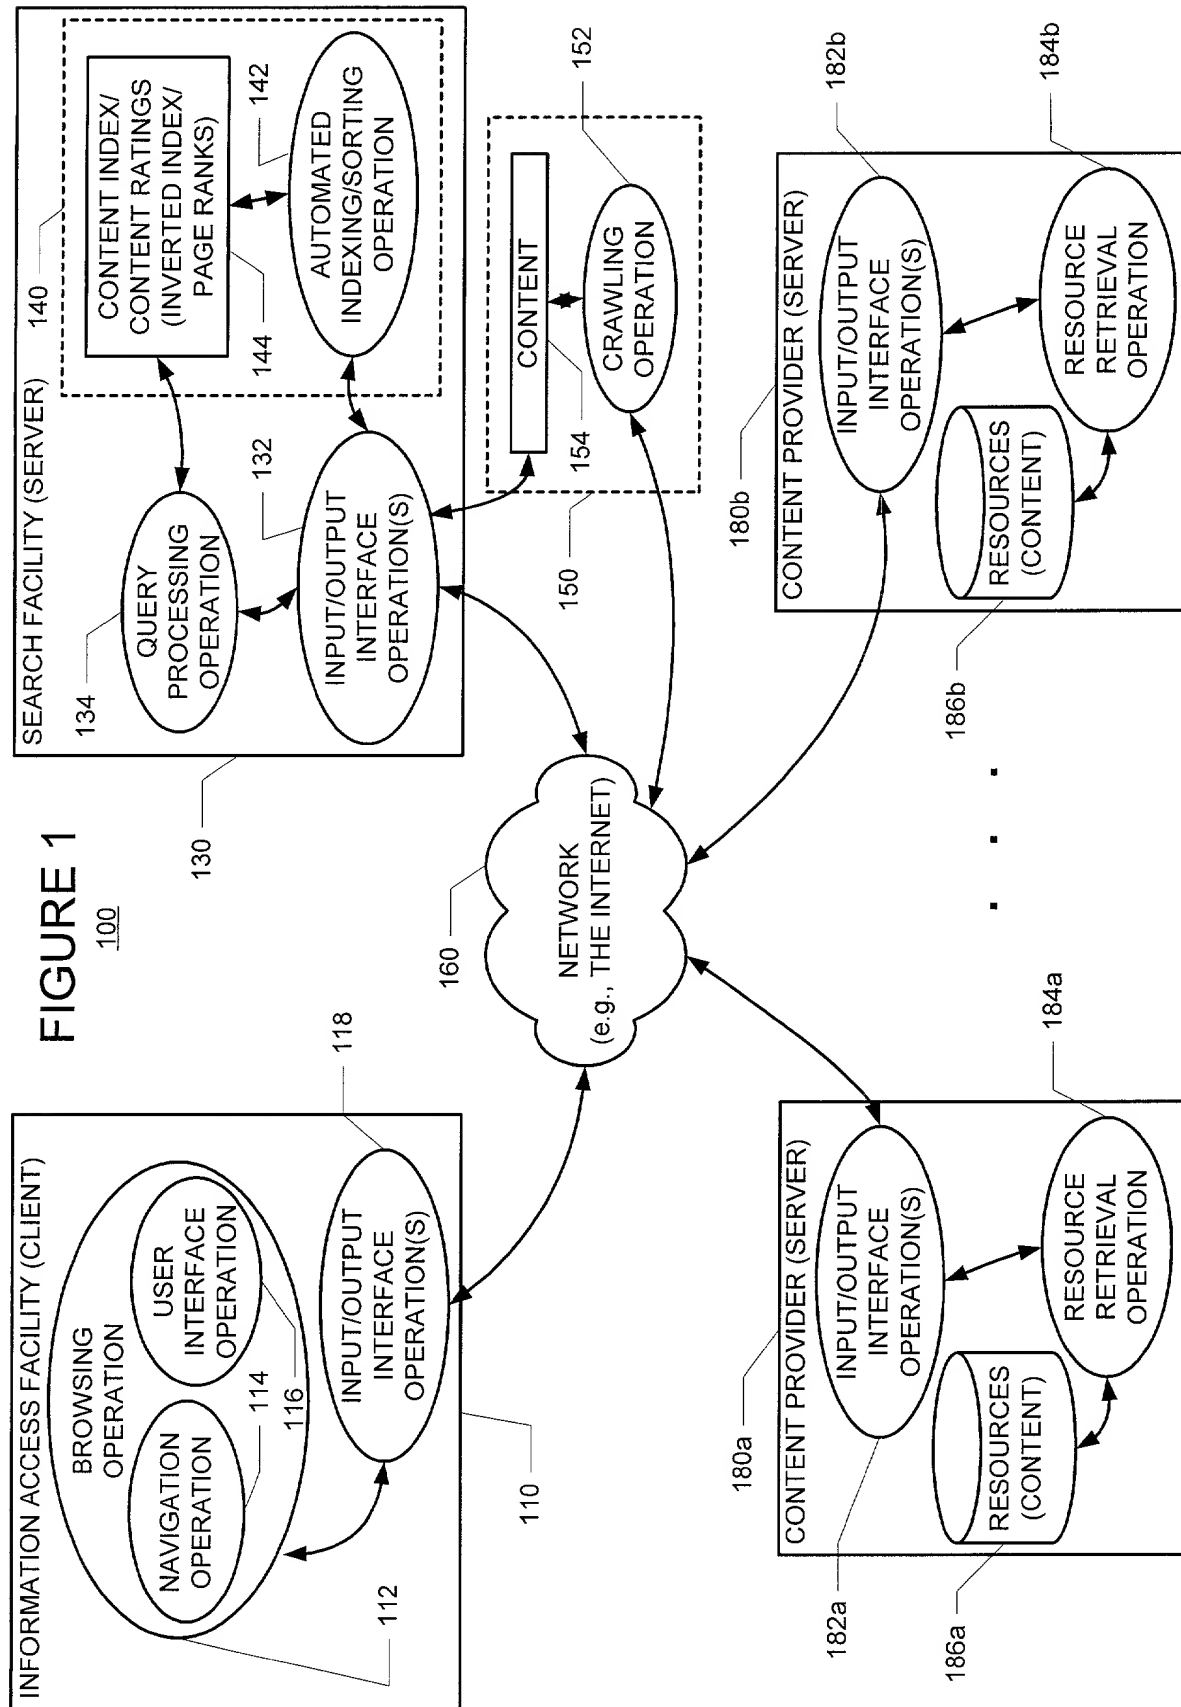 FIGURE 1
100
INFORMATION ACCESS FACILITY (CLIENT)
BROWSING
OPERATION
NAVIGATION
OPERATION
USER
INTERFACE
OPERATION
114
116
INPUT/OUTPUT
INTERFACE
OPERATION(S)
112
110
118
SEARCH FACILITY (SERVER)
130
134
QUERY
PROCESSING
OPERATION
132
INPUT/OUTPUT
INTERFACE
OPERATION(S)
140
CONTENT INDEX/
CONTENT RATINGS
(INVERTED INDEX/
PAGE RANKS)
144
142
AUTOMATED
INDEXING/SORTING
OPERATION
150
CONTENT
154
CRAWLING
OPERATION
152
160
NETWORK
(e.g., THE INTERNET)
180a
CONTENT PROVIDER (SERVER)
INPUT/OUTPUT
INTERFACE
OPERATION(S)
182a
RESOURCES
(CONTENT)
186a
RESOURCE
RETRIEVAL
OPERATION
184a
. . .
180b
CONTENT PROVIDER (SERVER)
INPUT/OUTPUT
INTERFACE
OPERATION(S)
182b
RESOURCES
(CONTENT)
186b
RESOURCE
RETRIEVAL
OPERATION
184b